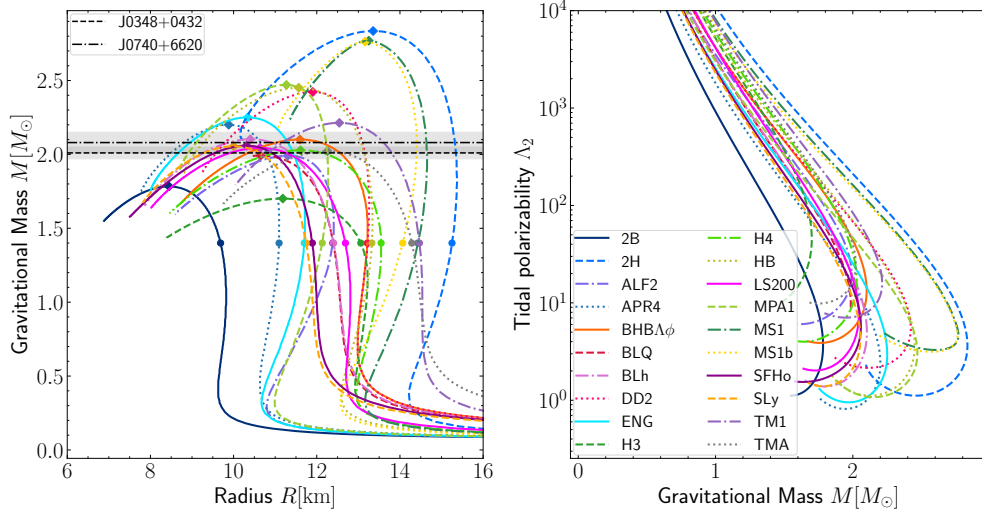 J0348+0432
J0740+6620
Gravitational Mass M[M⊙]
2.5
2.0
1.5
1.0
0.5
0.0
6 8 10 12 14 16
Radius R[km]
Tidal polarizability Λ₂
10⁴
10³
10²
10¹
10⁰
0 1 2
Gravitational Mass M[M⊙]
2B
2H
ALF2
APR4
BHBΛϕ
BLQ
BLh
DD2
ENG
H3
H4
HB
LS200
MPA1
MS1
MS1b
SFHo
SLy
TM1
TMA